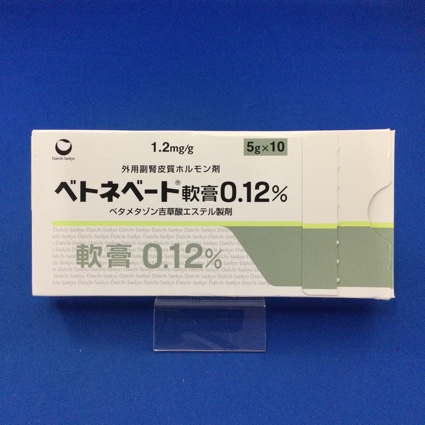 Daiichi-Sankyo
1.2mg/g
5g×10
外用副腎皮質ホルモン剤
ベトネベート®軟膏0.12%
ベタメタゾン吉草酸エステル製剤
軟膏 0.12%